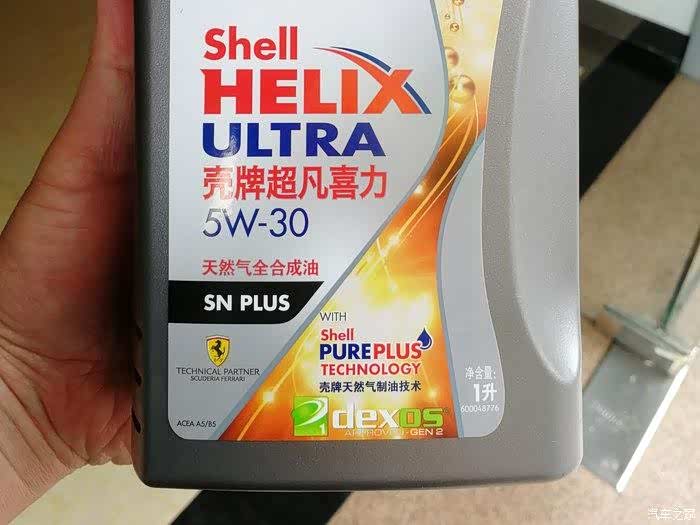 Shell
HELIX
ULTRA
壳牌超凡喜力
5W-30
天然气全合成油
SN PLUS
WITH
Shell
PUREPLUS
TECHNOLOGY
壳牌天然气制油技术
TECHNICAL PARTNER
SCUDERIA FERRARI
净含量:
1升
600048776
dexos
APPROVED-GEN 2
ACEA A5/B5
汽车之家